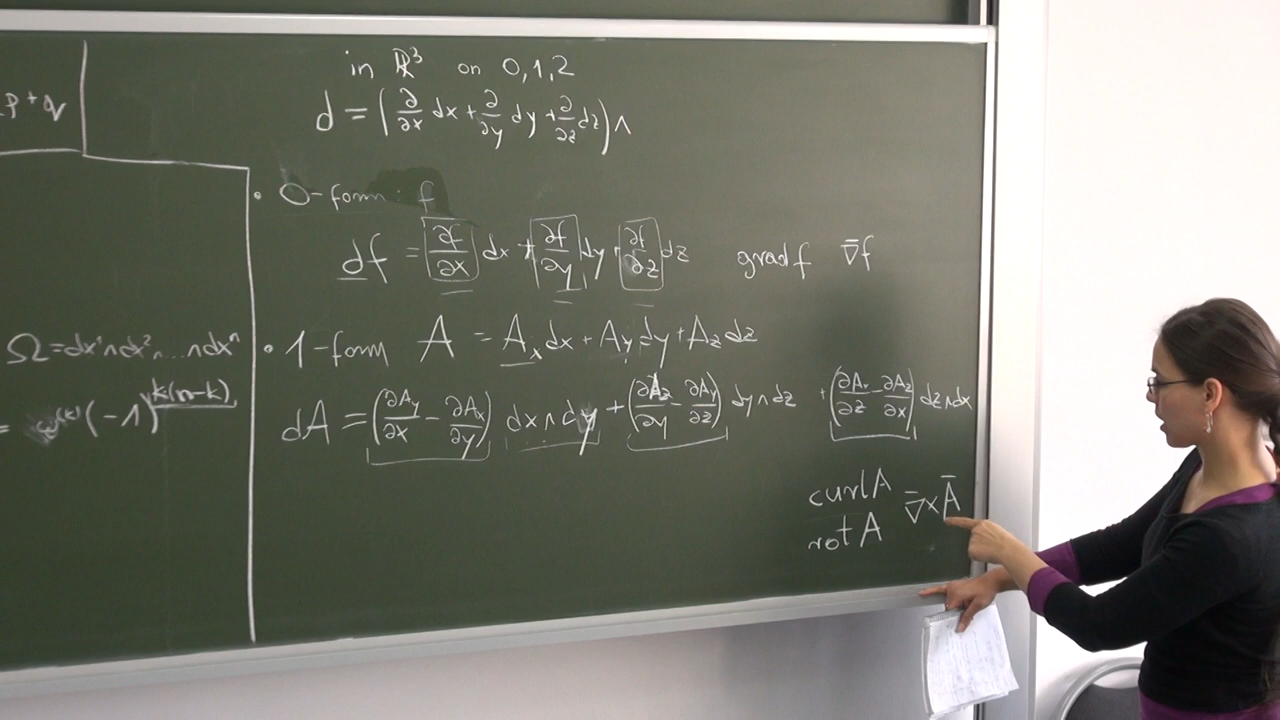 p+q
Ω=dx¹∧dx²∧...∧dxⁿ
= (-1)^{k(n-k)}
in ℝ³ on 0,1,2
d = (∂/∂x dx + ∂/∂y dy + ∂/∂z dz)∧
• 0-form f
df = ∂f/∂x dx + ∂f/∂y dy + ∂f/∂z dz grad f ∇̄f
• 1-form A = A_x dx + A_y dy + A_z dz
dA = (∂A_y/∂x - ∂A_x/∂y) dx∧dy + (∂A_z/∂y - ∂A_y/∂z) dy∧dz + (∂A_x/∂z - ∂A_z/∂x) dz∧dx
curl A ∇̄×Ā
rot A